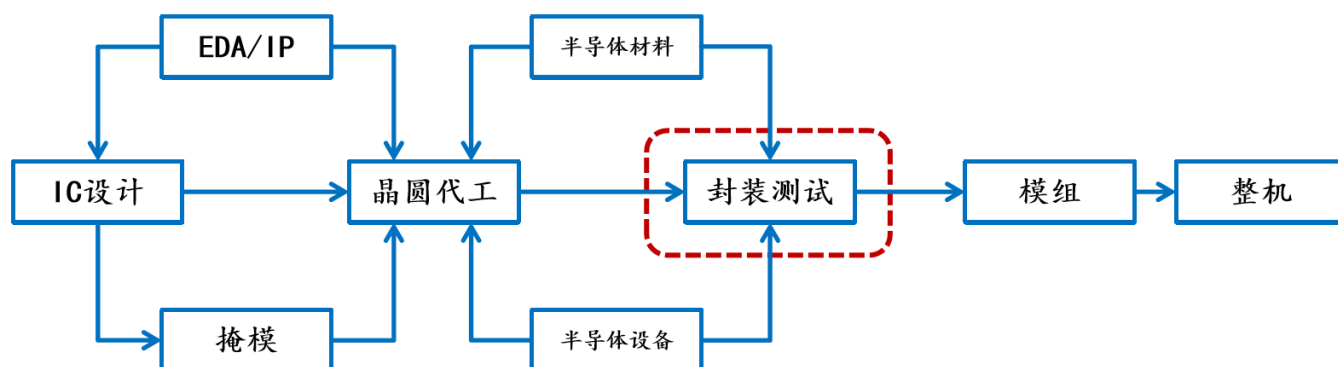 EDA/IP
半导体材料
IC设计
晶圆代工
封装测试
模组
整机
掩模
半导体设备